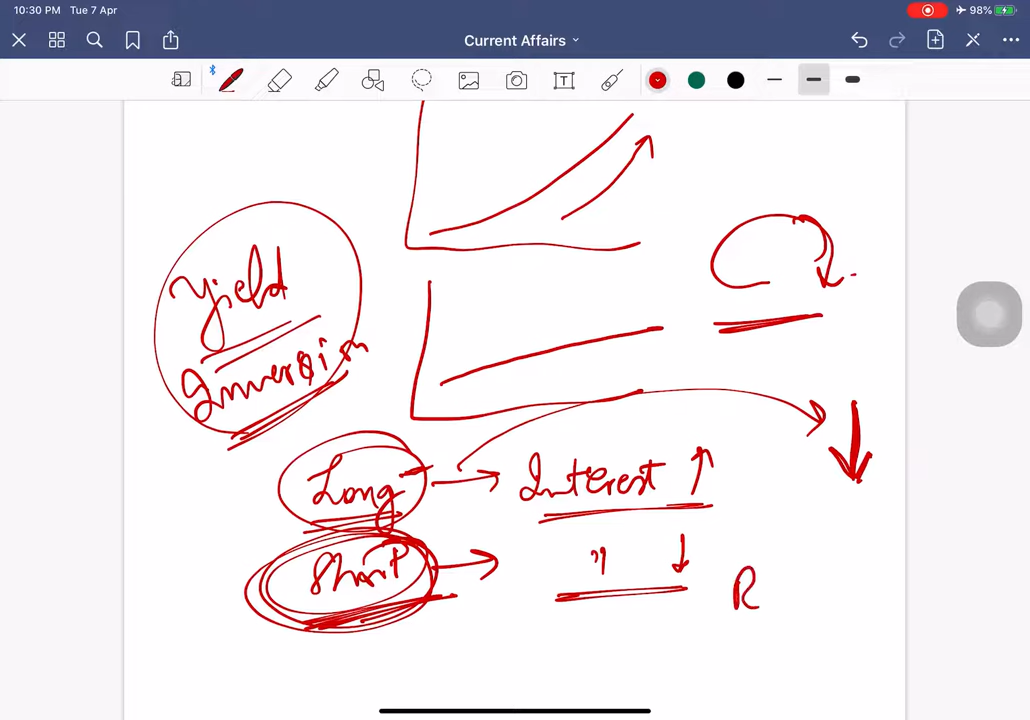 10:30 PM Tue 7 Apr
98%
Current Affairs
Yield
Inversion
Long → Interest ↑
Short → " ↓
R